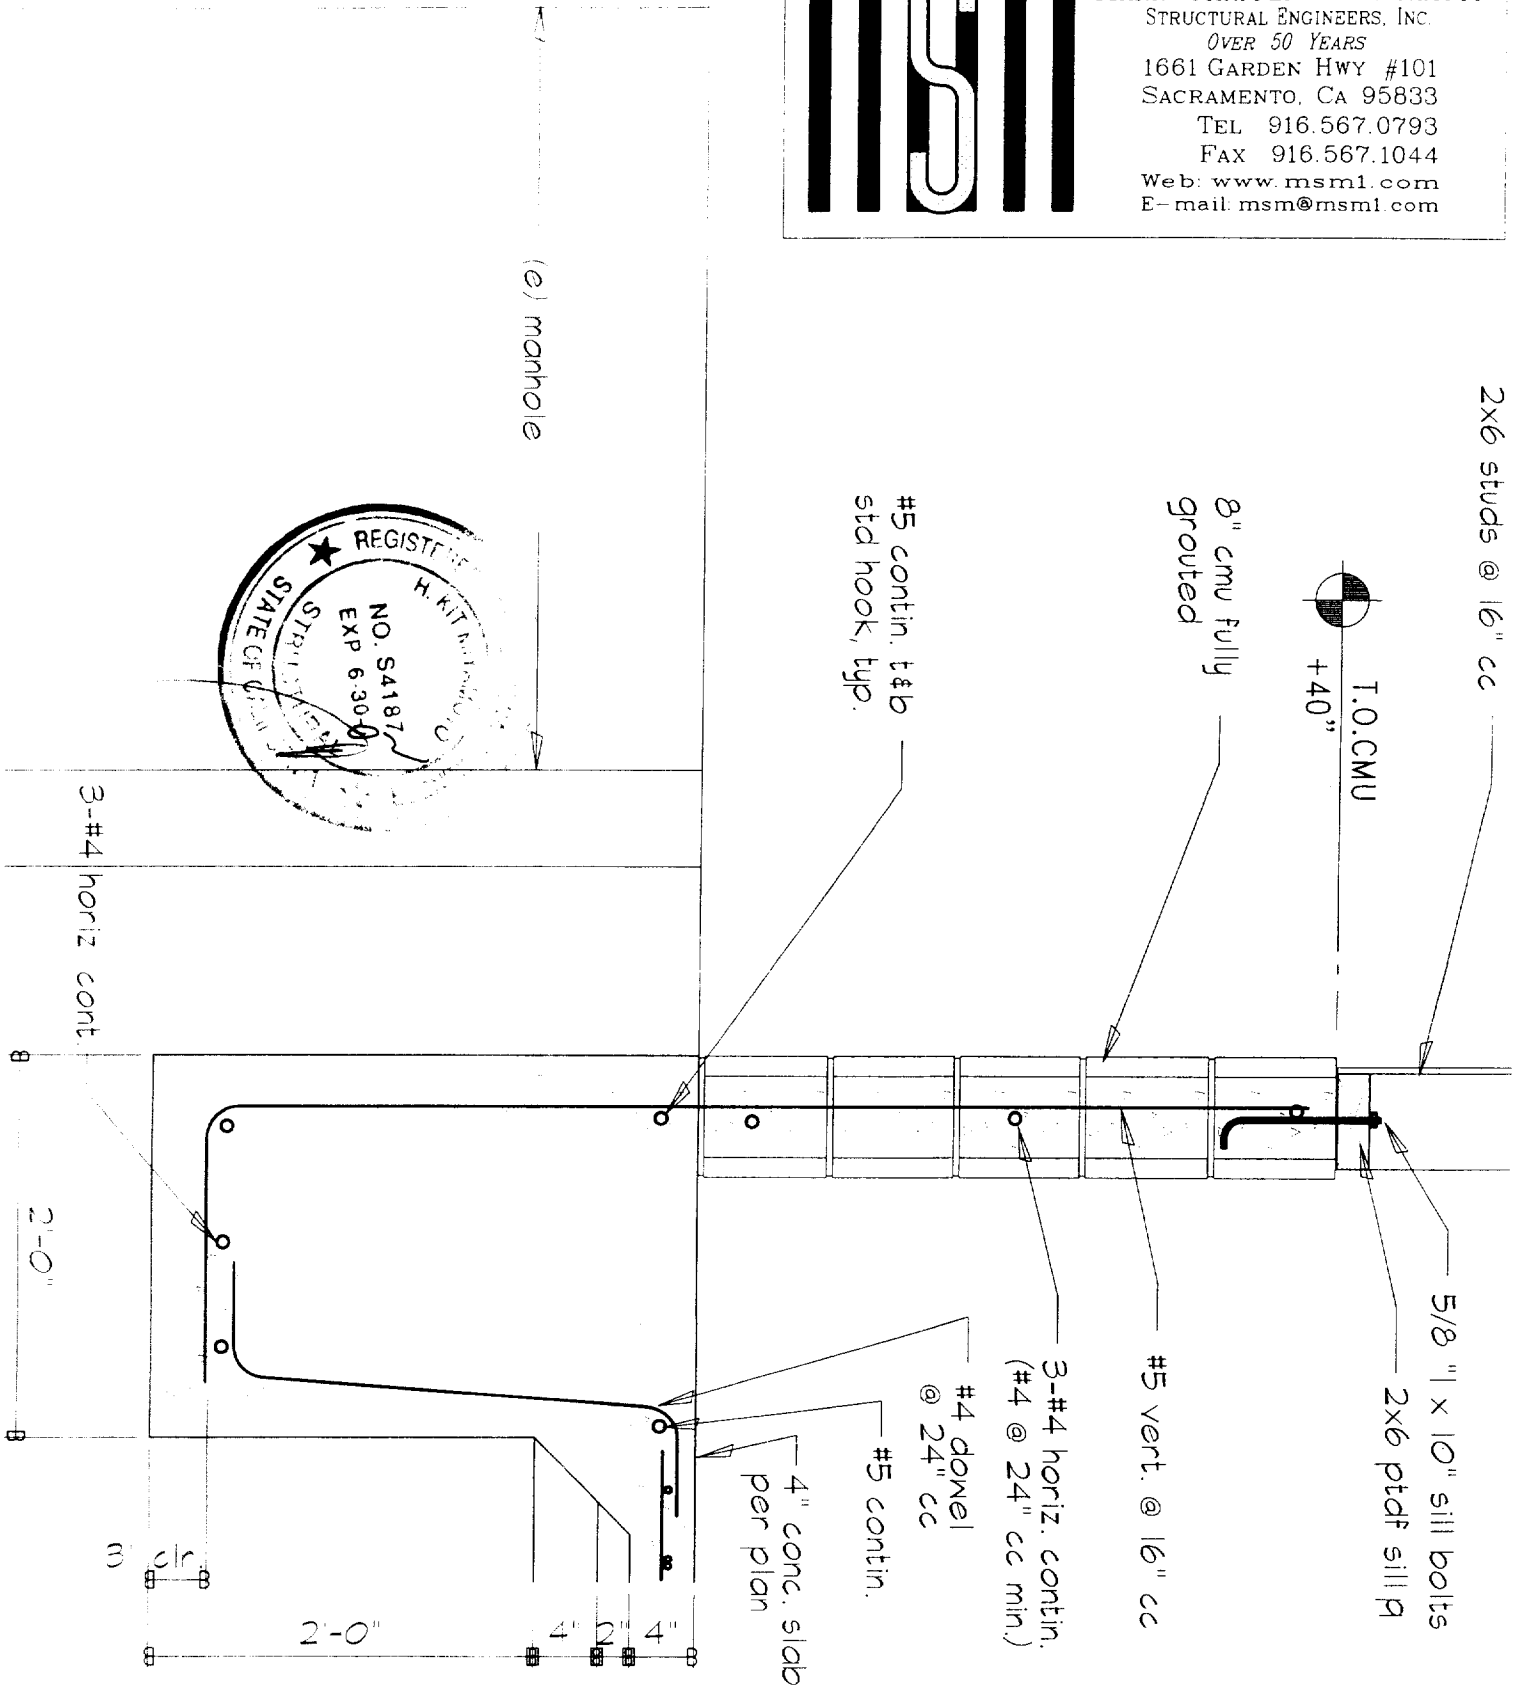 STRUCTURAL ENGINEERS, INC.
OVER 50 YEARS
1661 GARDEN HWY #101
SACRAMENTO, CA 95833
TEL 916.567.0793
FAX 916.567.1044
Web: www.msm1.com
E-mail: msm@msm1.com
2x6 studs @ 16" cc
T.O.CMU
+40"
8" cmu fully
grouted
#5 contin. t&b
std hook, typ.
(e) manhole
H. KIT
NO. S4187
EXP 6-30-
STATE OF
3-#4 horiz cont.
5/8 "| x 10" sill bolts
2x6 ptdf sill
#5 vert. @ 16" cc
3-#4 horiz. contin.
(#4 @ 24" cc min.)
#4 dowel
@ 24" cc
#5 contin.
4" conc. slab
per plan
2'-0"
3" clr.
2'-0"
4"
2"
4"